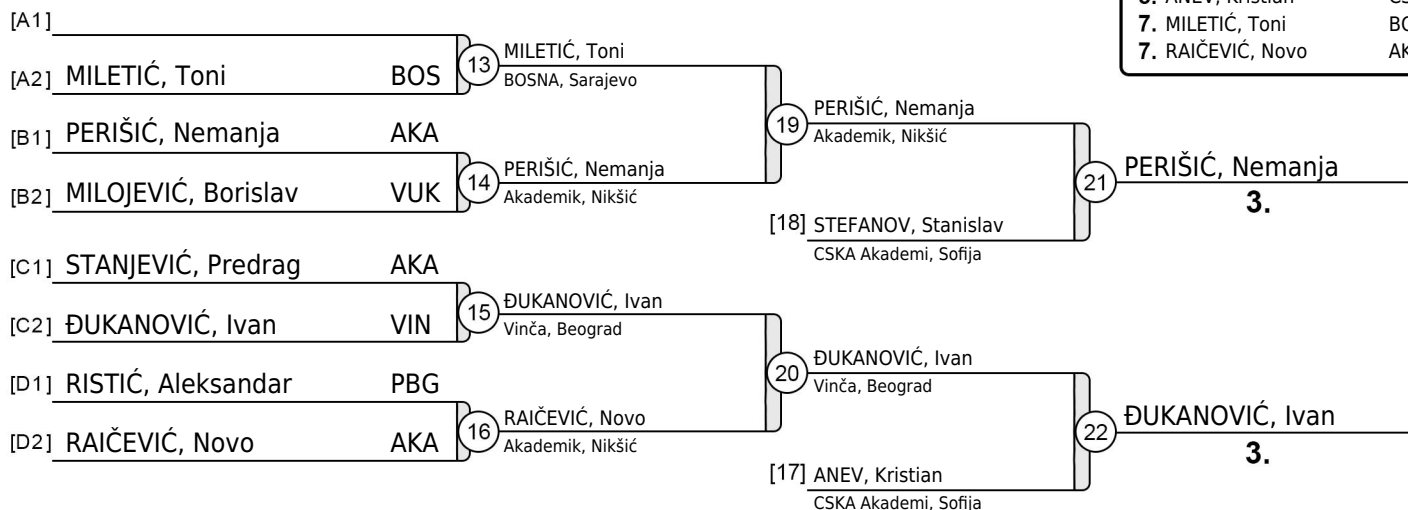 [A1]
[A2] MILETIĆ, Toni BOS
13
MILETIĆ, Toni
BOSNA, Sarajevo
[B1] PERIŠIĆ, Nemanja AKA
[B2] MILOJEVIĆ, Borislav VUK
14
PERIŠIĆ, Nemanja
Akademik, Nikšić
19
PERIŠIĆ, Nemanja
Akademik, Nikšić
[18] STEFANOV, Stanislav
CSKA Akademi, Sofija
21
PERIŠIĆ, Nemanja
3.
[C1] STANJEVIĆ, Predrag AKA
[C2] ĐUKANOVIĆ, Ivan VIN
15
ĐUKANOVIĆ, Ivan
Vinča, Beograd
[D1] RISTIĆ, Aleksandar PBG
[D2] RAIČEVIĆ, Novo AKA
16
RAIČEVIĆ, Novo
Akademik, Nikšić
20
ĐUKANOVIĆ, Ivan
Vinča, Beograd
[17] ANEV, Kristian
CSKA Akademi, Sofija
22
ĐUKANOVIĆ, Ivan
3.
ANEV, Kristian
7. MILETIĆ, Toni
7. RAIČEVIĆ, Novo